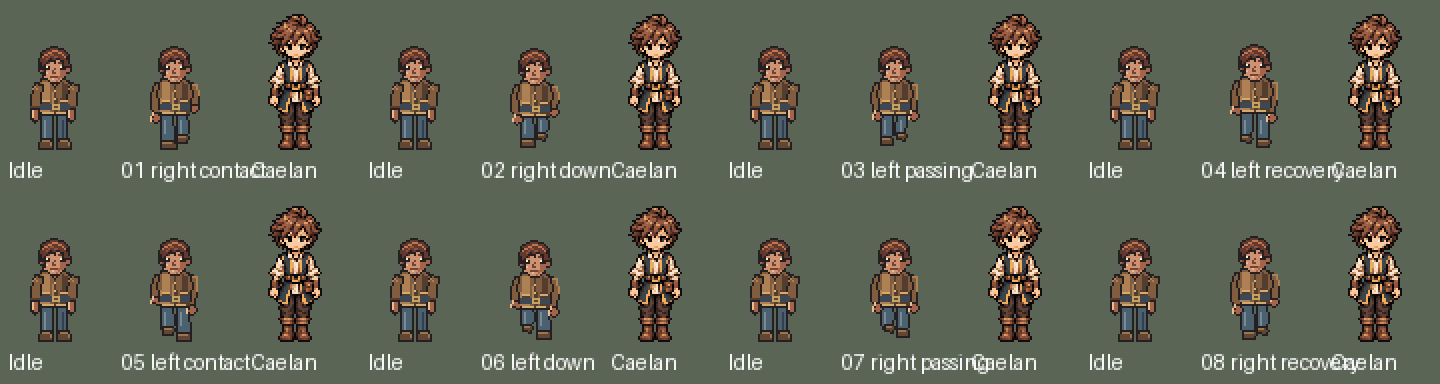 Idle 01 right contact Caelan Idle 02 right down Caelan Idle 03 left passing Caelan Idle 04 left recovery Caelan
Idle 05 left contact Caelan Idle 06 left down Caelan Idle 07 right passing Caelan Idle 08 right recovery Caelan